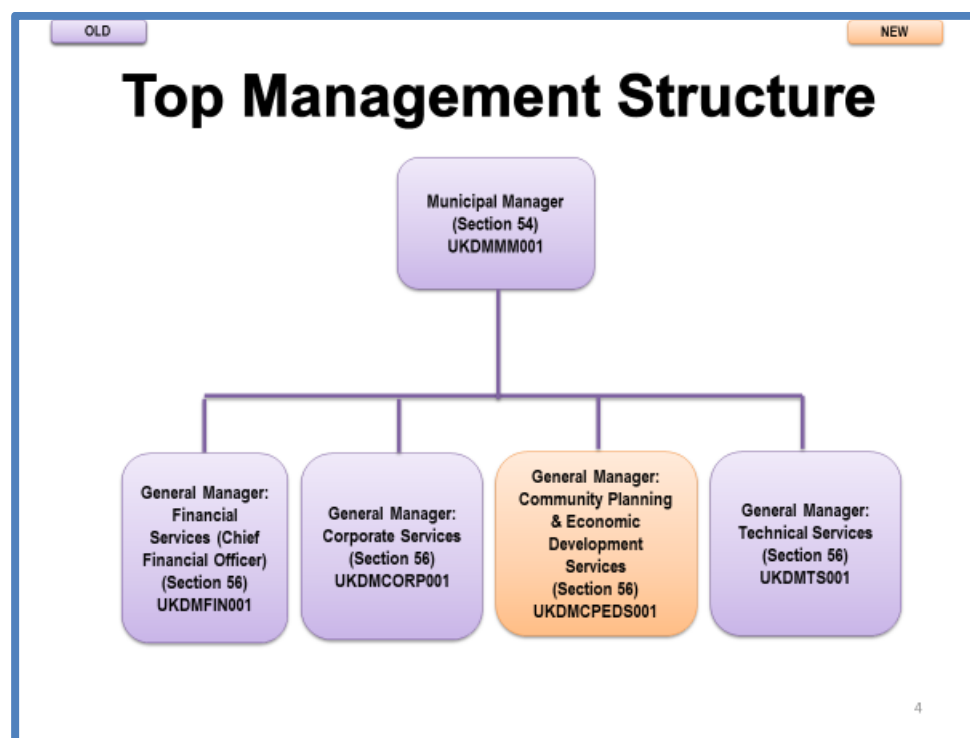 OLD
NEW
Top Management Structure
Municipal Manager
(Section 54)
UKDMMM001
General Manager:
Financial
Services (Chief
Financial Officer)
(Section 56)
UKDMFIN001
General Manager:
Corporate Services
(Section 56)
UKDMCORP001
General Manager:
Community Planning
& Economic
Development
Services
(Section 56)
UKDMCPEDS001
General Manager:
Technical Services
(Section 56)
UKDMTS001
4